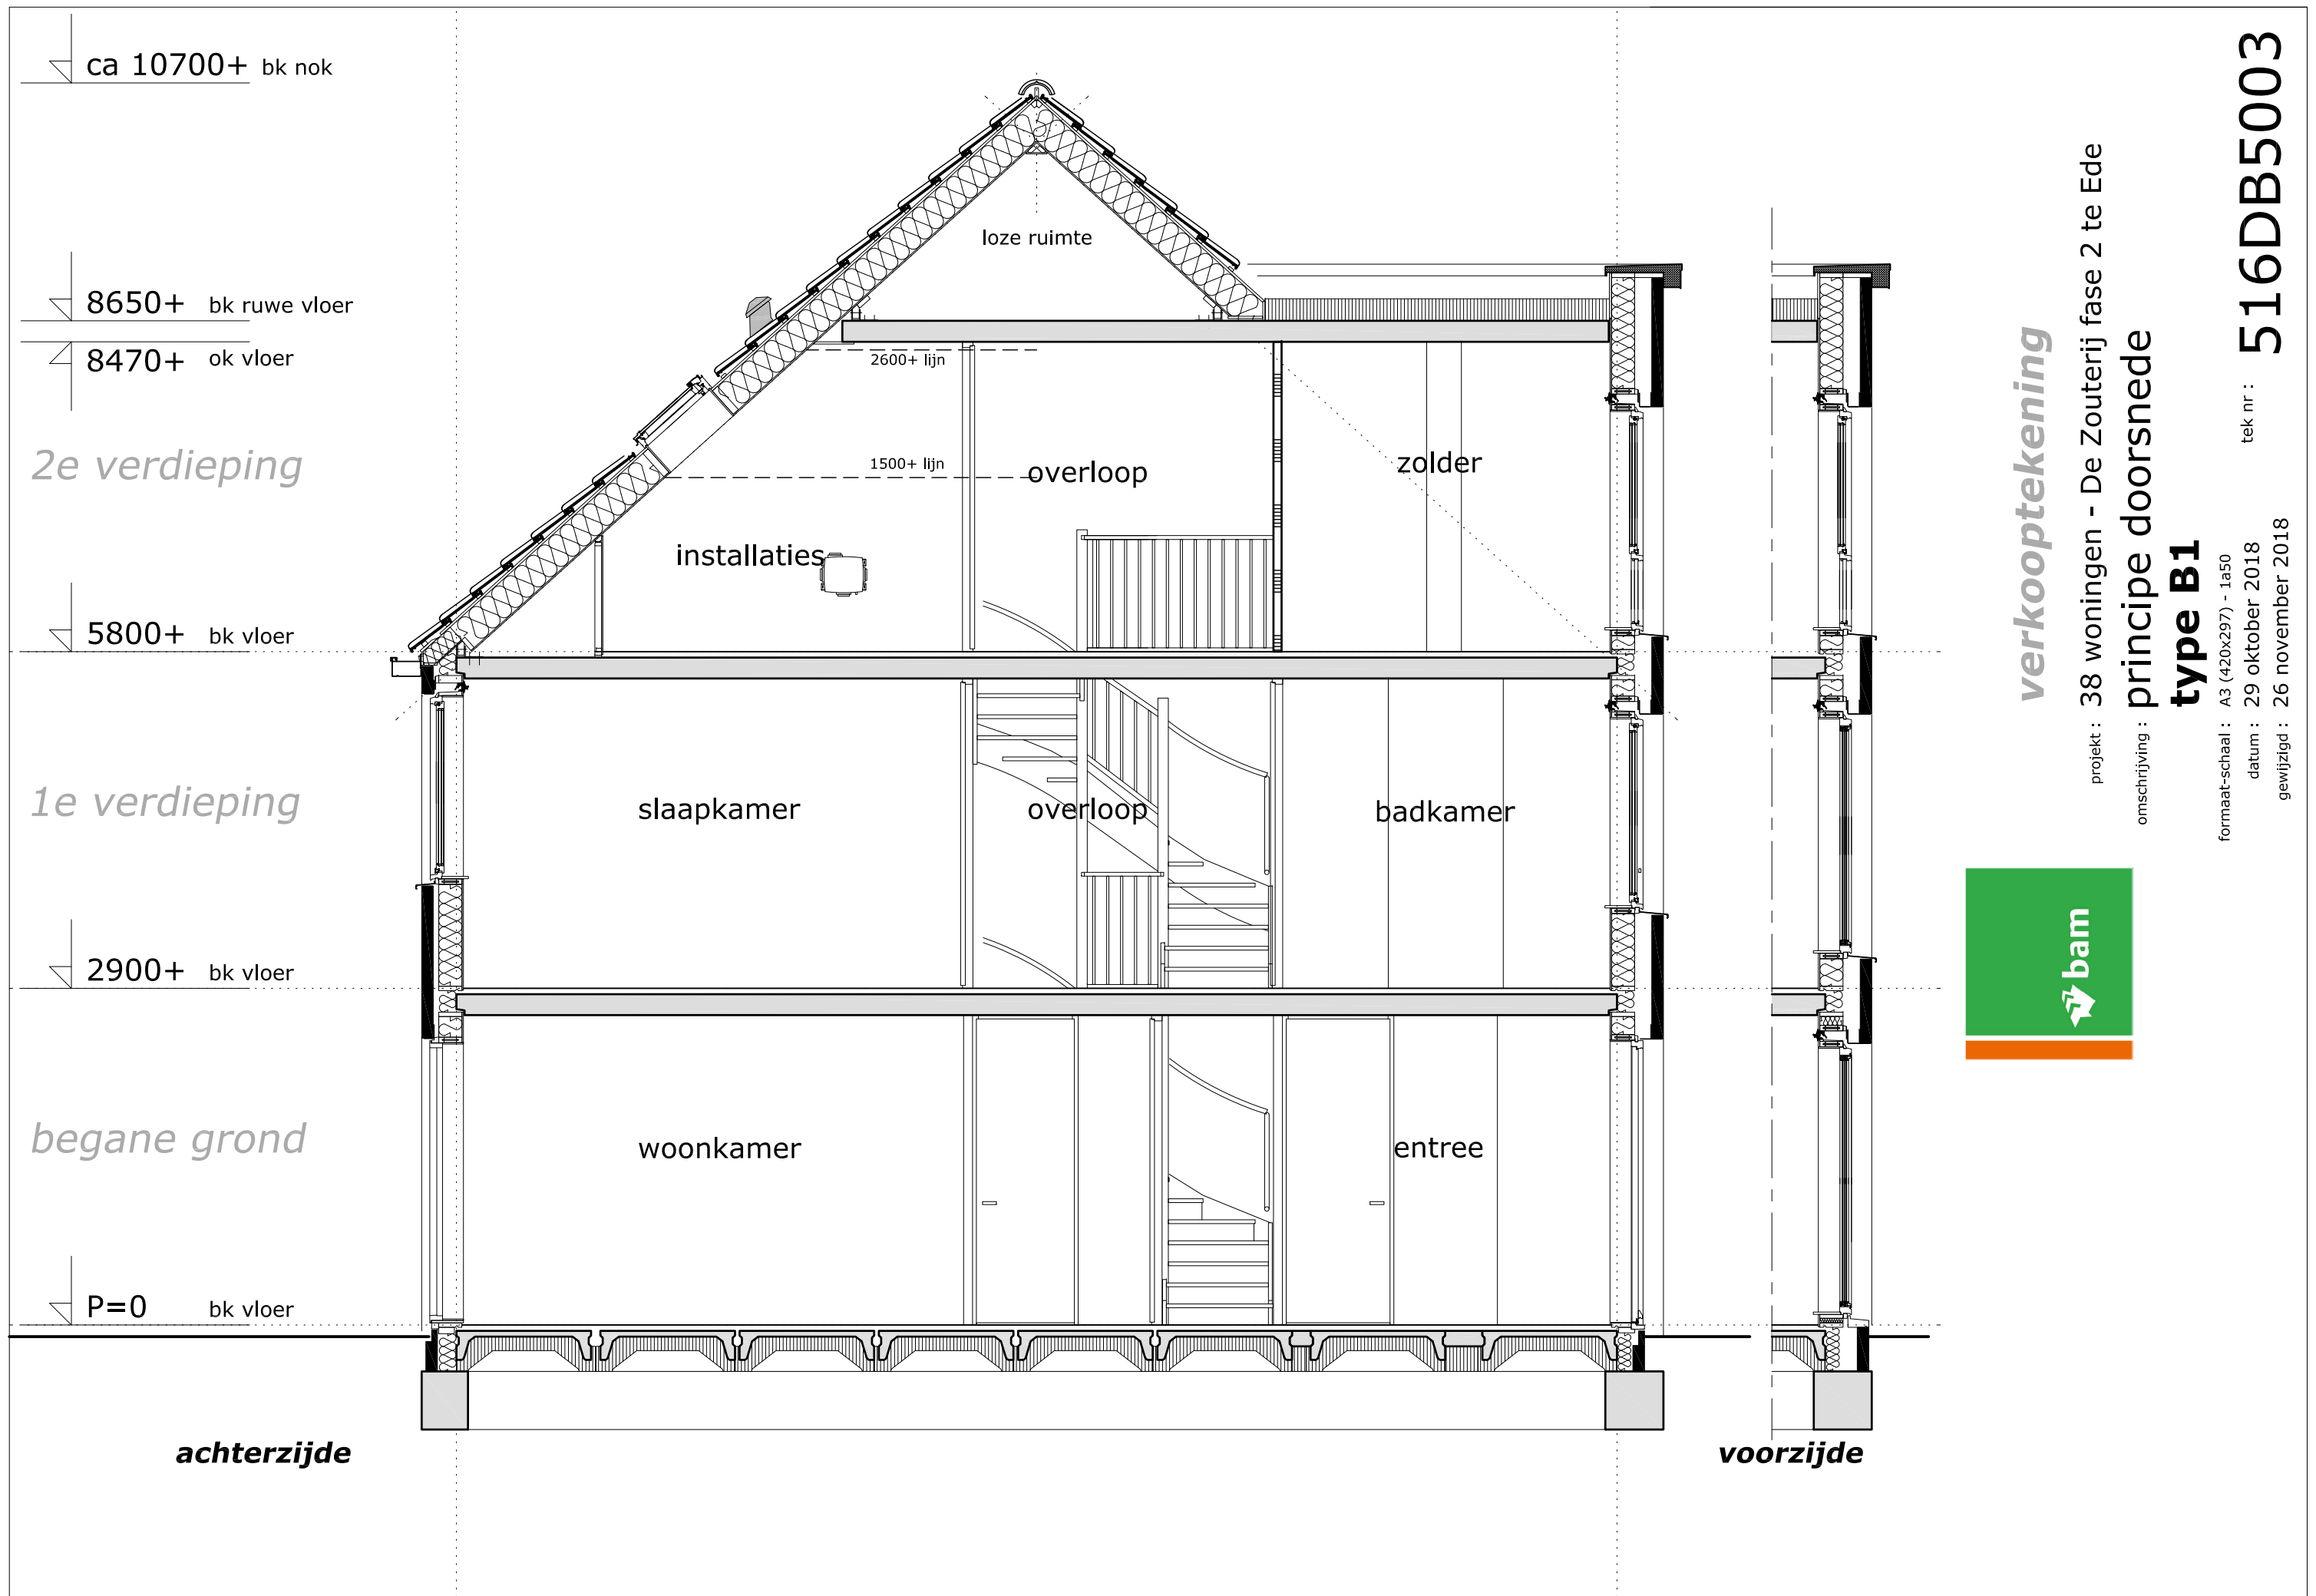 ca 10700+ bk nok
8650+ bk ruwe vloer
8470+ ok vloer
2e verdieping
5800+ bk vloer
1e verdieping
2900+ bk vloer
begane grond
P=0 bk vloer
loze ruimte
2600+ lijn
1500+ lijn
overloop
zolder
installaties
slaapkamer
overloop
badkamer
woonkamer
entree
achterzijde
voorzijde
verkooptekening
projekt : 38 woningen - De Zouterij fase 2 te Ede
omschrijving : principe doorsnede
type B1
formaat-schaal : A3 (420x297) - 1a50
datum : 29 oktober 2018
gewijzigd : 26 november 2018
tek nr : 516DB5003
bam